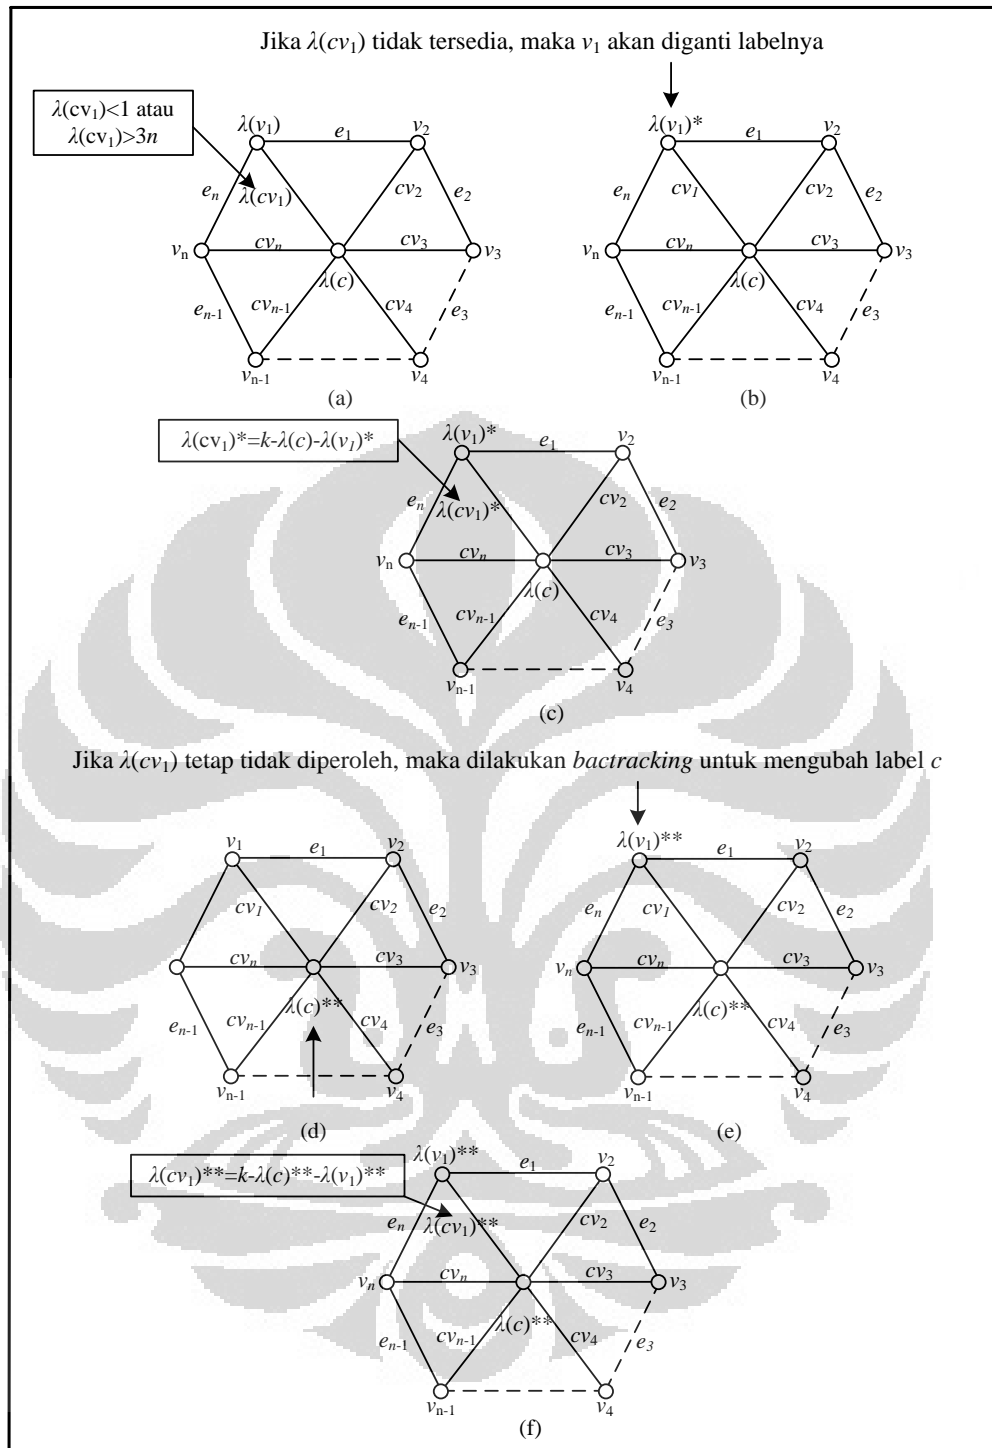 Jika λ(cv₁) tidak tersedia, maka v₁ akan diganti labelnya
λ(cv₁)<1 atau
λ(cv₁)>3n
λ(v₁) e₁ v₂
eₙ λ(cv₁) cv₂ e₂
vₙ cvₙ cv₃ v₃
λ(c)
eₙ₋₁ cvₙ₋₁ cv₄ e₃
vₙ₋₁ v₄
(a)
λ(v₁)* e₁ v₂
eₙ cv₁ cv₂ e₂
vₙ cvₙ cv₃ v₃
λ(c)
eₙ₋₁ cvₙ₋₁ cv₄ e₃
vₙ₋₁ v₄
(b)
λ(cv₁)*=k-λ(c)-λ(v₁)*
λ(v₁)* e₁ v₂
eₙ λ(cv₁)* cv₂ e₂
vₙ cvₙ cv₃ v₃
λ(c)
eₙ₋₁ cvₙ₋₁ cv₄ e₃
vₙ₋₁ v₄
(c)
Jika λ(cv₁) tetap tidak diperoleh, maka dilakukan bactracking untuk mengubah label c
v₁ e₁ v₂
cv₁ cv₂ e₂
cvₙ cv₃ v₃
λ(c)**
eₙ₋₁ cvₙ₋₁ cv₄ e₃
vₙ₋₁ v₄
(d)
λ(v₁)** e₁ v₂
eₙ cv₁ cv₂ e₂
vₙ cvₙ cv₃ v₃
λ(c)**
eₙ₋₁ cvₙ₋₁ cv₄ e₃
vₙ₋₁ v₄
(e)
λ(cv₁)**=k-λ(c)**-λ(v₁)**
λ(v₁)** e₁ v₂
eₙ λ(cv₁)** cv₂ e₂
vₙ cvₙ cv₃ v₃
λ(c)**
eₙ₋₁ cvₙ₋₁ cv₄ e₃
vₙ₋₁ v₄
(f)